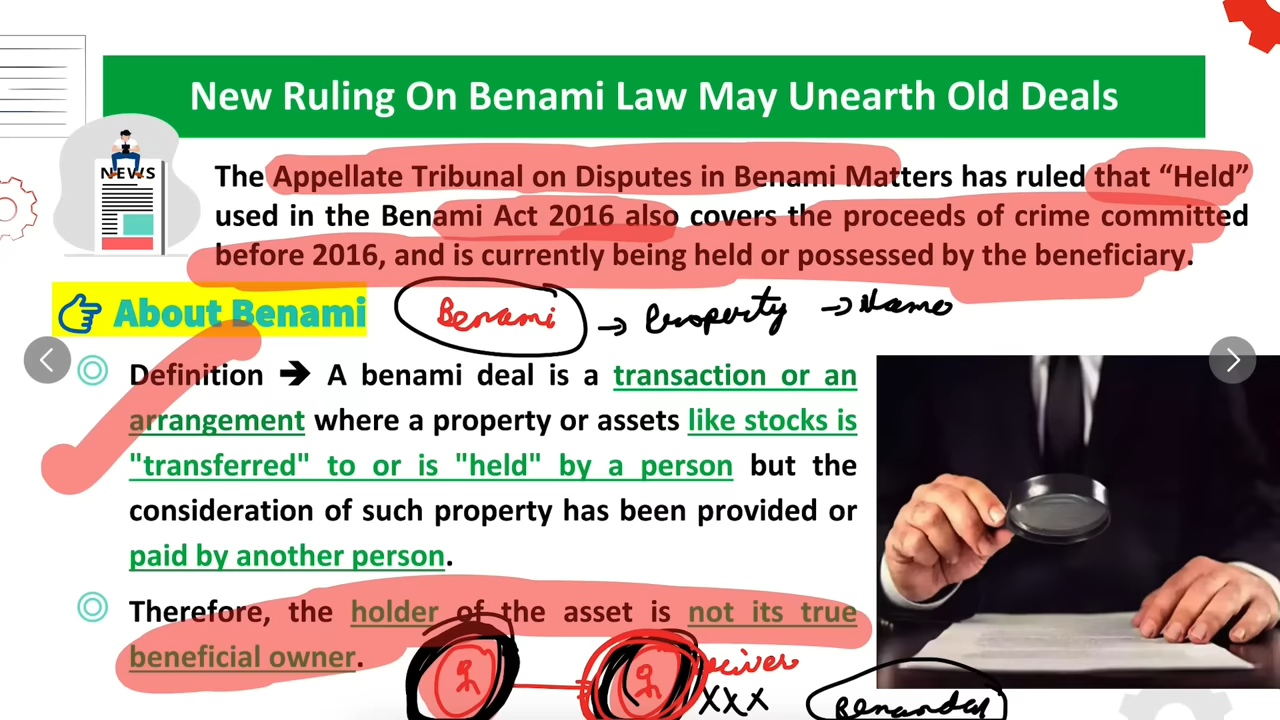 New Ruling On Benami Law May Unearth Old Deals
NEWS
The Appellate Tribunal on Disputes in Benami Matters has ruled that “Held”
used in the Benami Act 2016 also covers the proceeds of crime committed
before 2016, and is currently being held or possessed by the beneficiary.
About Benami
Benami → Property → Name
Definition ➔ A benami deal is a transaction or an
arrangement where a property or assets like stocks is
"transferred" to or is "held" by a person but the
consideration of such property has been provided or
paid by another person.
Therefore, the holder of the asset is not its true
beneficial owner.
XXX